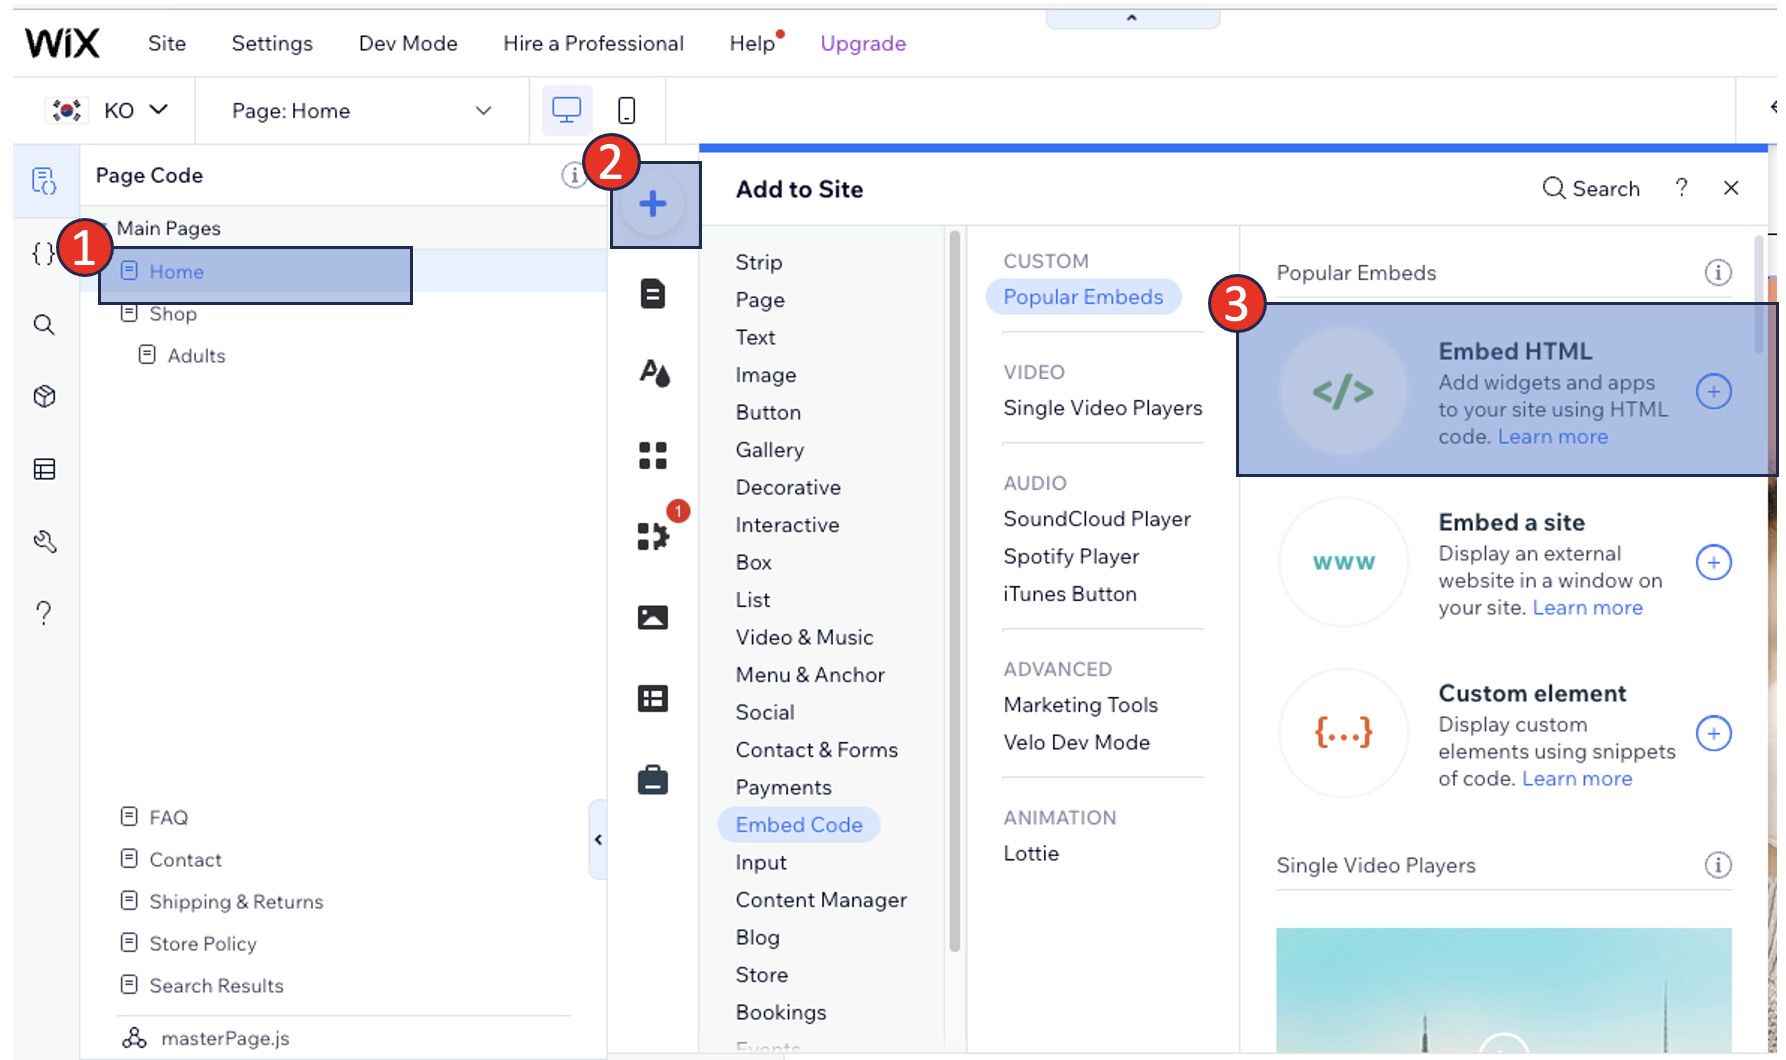 WiX Site Settings Dev Mode Hire a Professional Help Upgrade
KO Page: Home
Page Code
Main Pages
1
Home
Shop
Adults
FAQ
Contact
Shipping & Returns
Store Policy
Search Results
masterPage.js
2
1
Add to Site
Search ? ×
Strip
Page
Text
Image
Button
Gallery
Decorative
Interactive
Box
List
Video & Music
Menu & Anchor
Social
Contact & Forms
Payments
Embed Code
Input
Content Manager
Blog
Store
Bookings
Events
CUSTOM
Popular Embeds
VIDEO
Single Video Players
AUDIO
SoundCloud Player
Spotify Player
iTunes Button
ADVANCED
Marketing Tools
Velo Dev Mode
ANIMATION
Lottie
Popular Embeds
3
</>
Embed HTML
Add widgets and apps
to your site using HTML
code. Learn more
www
Embed a site
Display an external
website in a window on
your site. Learn more
{...}
Custom element
Display custom
elements using snippets
of code. Learn more
Single Video Players